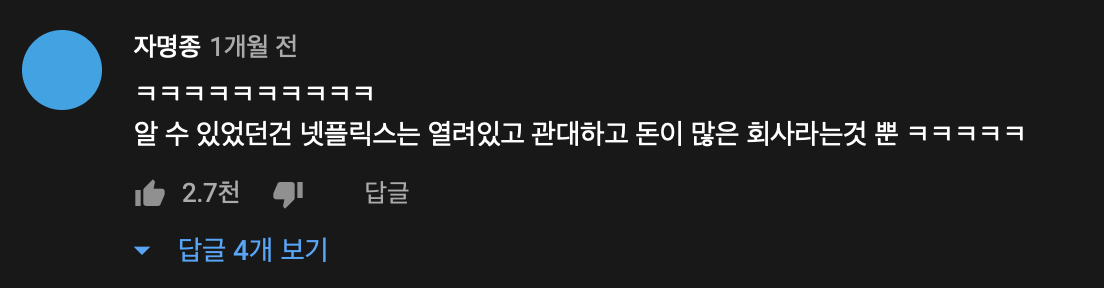 자명종 1개월 전
ㅋㅋㅋㅋㅋㅋㅋㅋㅋㅋ
알 수 있었던건 넷플릭스는 열려있고 관대하고 돈이 많은 회사라는것 뿐 ㅋㅋㅋㅋㅋ
2.7천 답글
답글 4개 보기